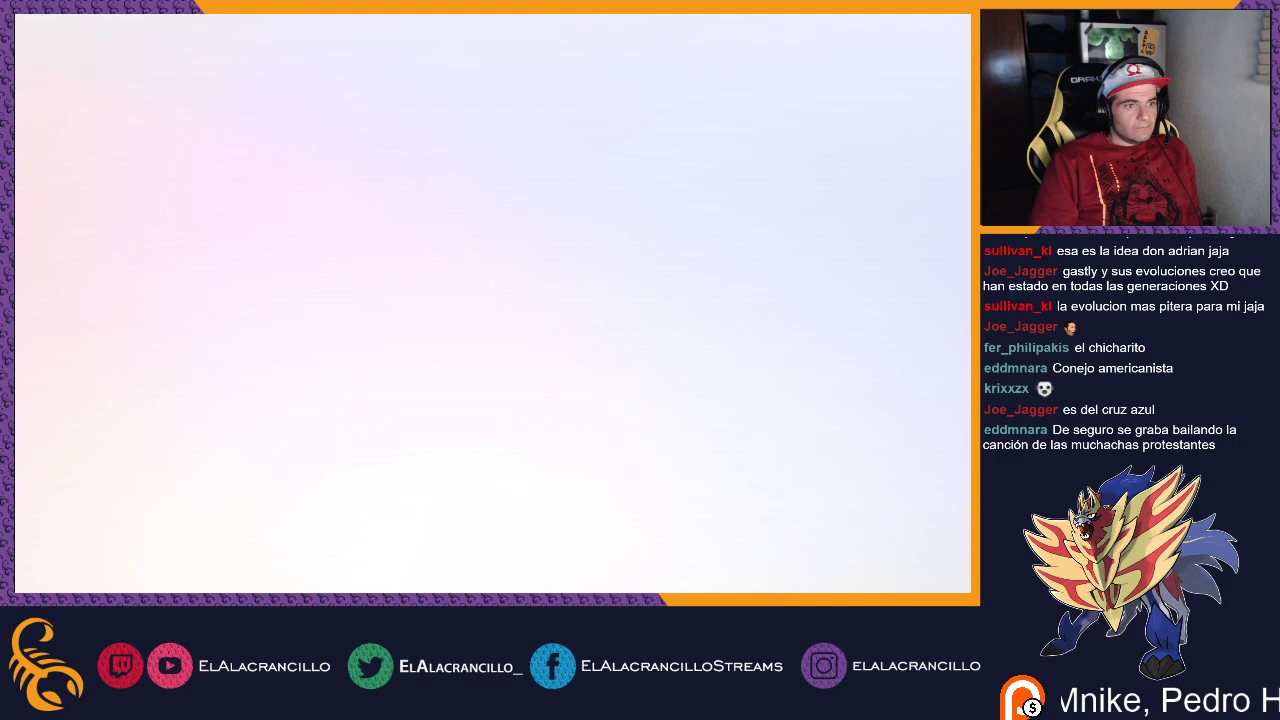 DRAK
sullivan_kl esa es la idea don adrian jaja
Joe_Jagger gastly y sus evoluciones creo que
han estado en todas las generaciones XD
sullivan_kl la evolucion mas pitera para mi jaja
Joe_Jagger
fer_philipakis el chicharito
eddmnara Conejo americanista
krixxzx
Joe_Jagger es del cruz azul
eddmnara De seguro se graba bailando la
canción de las muchachas protestantes
ElAlacrancillo
ElAlacrancillo_
ElAlacrancilloStreams
elalacrancillo
Mnike, Pedro H